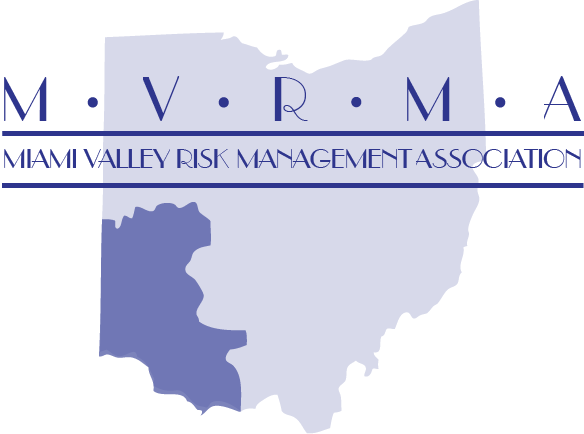 M • V • R • M • A
MIAMI VALLEY RISK MANAGEMENT ASSOCIATION